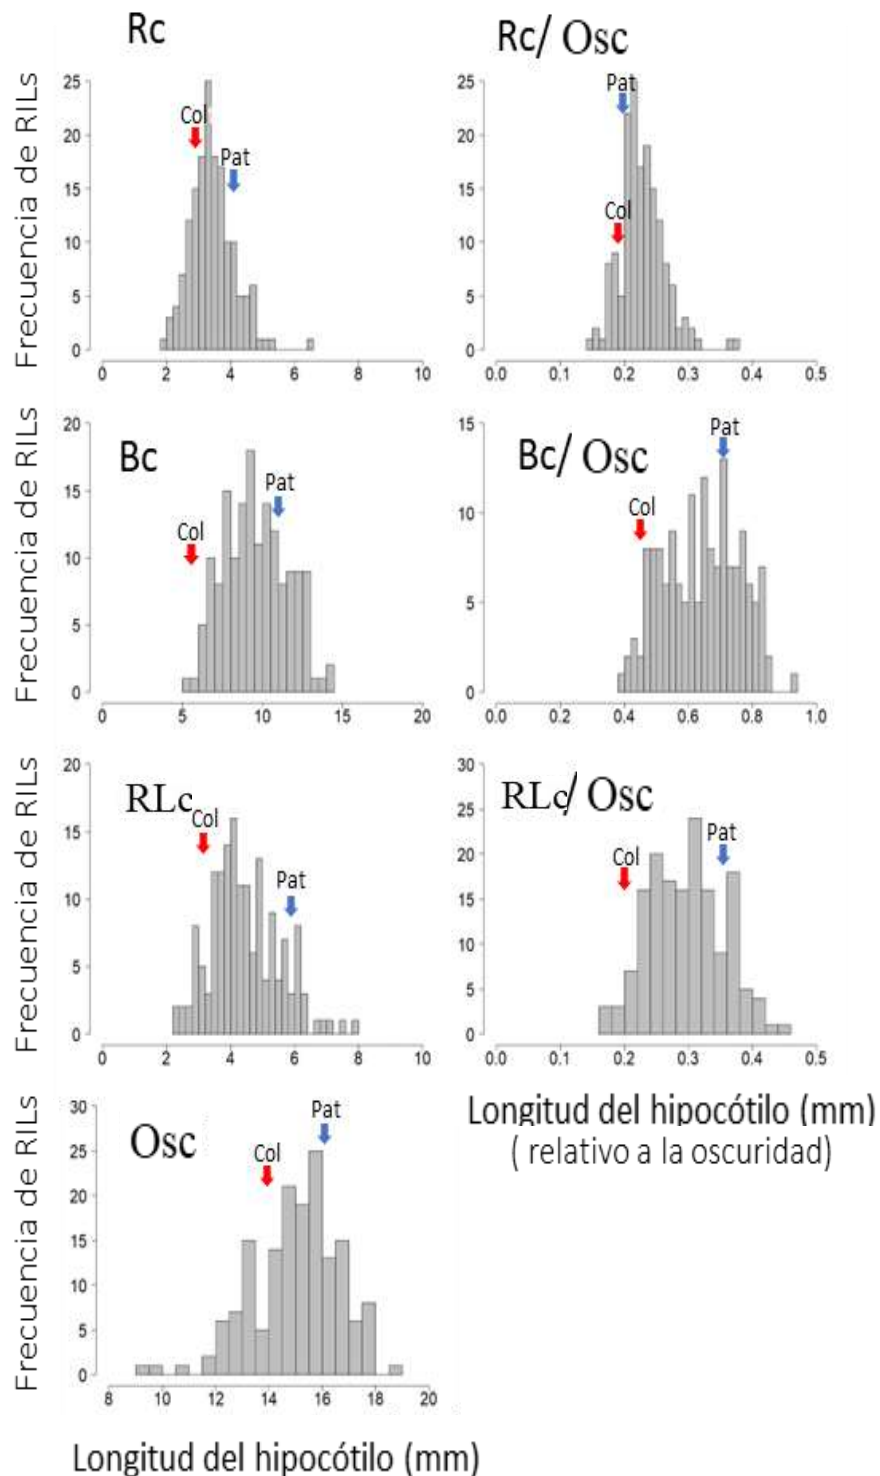 Rc
Frecuencia de RILs
25
20
15
10
5
0
Col
Pat
0 2 4 6 8 10
Rc/ Osc
25
20
15
10
5
0
Pat
Col
0.0 0.1 0.2 0.3 0.4 0.5
Bc
Frecuencia de RILs
20
15
10
5
0
Col
Pat
0 5 10 15 20
Bc/ Osc
15
10
5
0
Col
Pat
0.0 0.2 0.4 0.6 0.8 1.0
RLc
Frecuencia de RILs
20
15
10
5
0
Col
Pat
0 2 4 6 8 10
RLc/ Osc
30
25
20
15
10
5
0
Col
Pat
0.0 0.1 0.2 0.3 0.4 0.5
Longitud del hipocótilo (mm)
( relativo a la oscuridad)
Osc
Frecuencia de RILs
30
25
20
15
10
5
0
Col
Pat
8 10 12 14 16 18 20
Longitud del hipocótilo (mm)